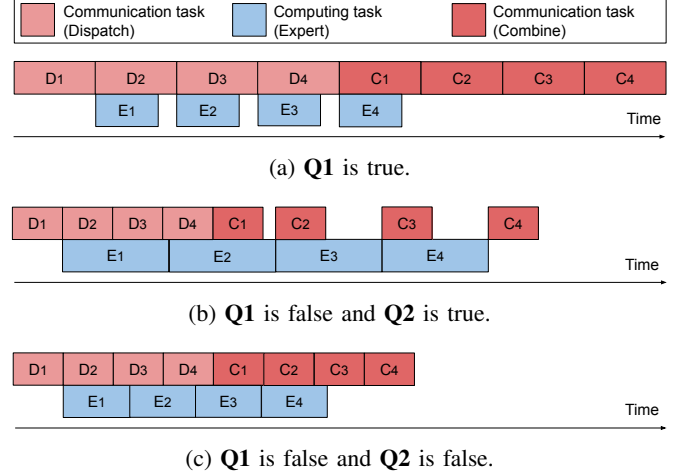 Communication task (Dispatch)
Computing task (Expert)
Communication task (Combine)
D1 D2 D3 D4 C1 C2 C3 C4
E1 E2 E3 E4
Time
(a) Q1 is true.
D1 D2 D3 D4 C1 C2 C3 C4
E1 E2 E3 E4
Time
(b) Q1 is false and Q2 is true.
D1 D2 D3 D4 C1 C2 C3 C4
E1 E2 E3 E4
Time
(c) Q1 is false and Q2 is false.